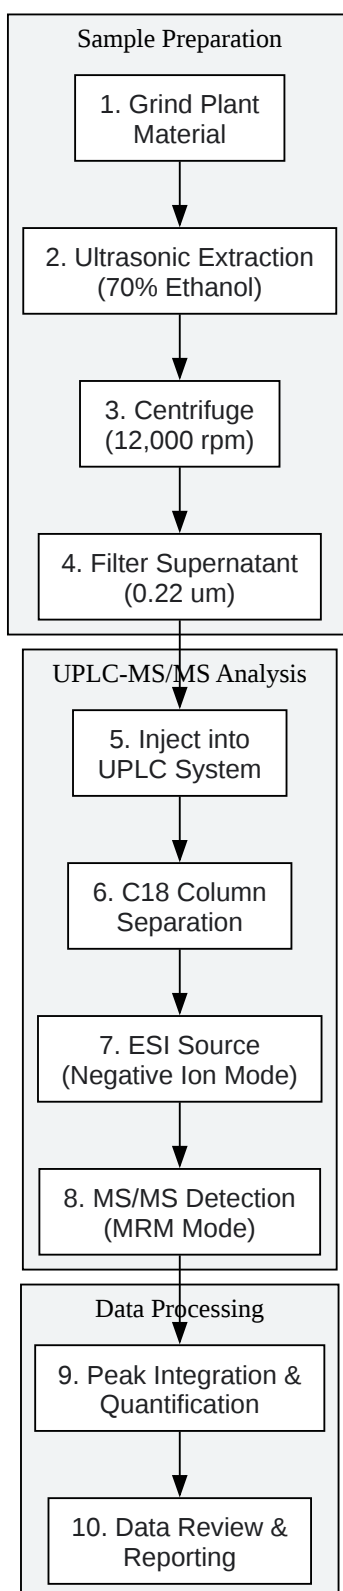 Sample Preparation
1. Grind Plant
Material
2. Ultrasonic Extraction
(70% Ethanol)
3. Centrifuge
(12,000 rpm)
4. Filter Supernatant
(0.22 um)
UPLC-MS/MS Analysis
5. Inject into
UPLC System
6. C18 Column
Separation
7. ESI Source
(Negative Ion Mode)
8. MS/MS Detection
(MRM Mode)
Data Processing
9. Peak Integration &
Quantification
10. Data Review &
Reporting